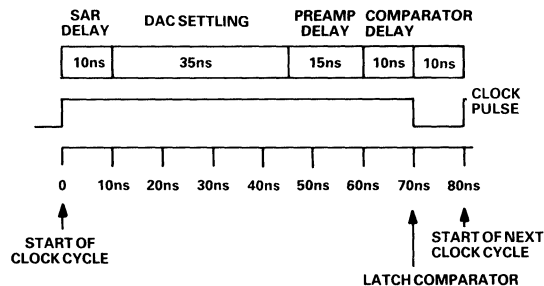 SAR DELAY
DAC SETTLING
PREAMP DELAY
COMPARATOR DELAY
10ns 35ns 15ns 10ns 10ns
CLOCK PULSE
0 10ns 20ns 30ns 40ns 50ns 60ns 70ns 80ns
START OF CLOCK CYCLE
START OF NEXT CLOCK CYCLE
LATCH COMPARATOR